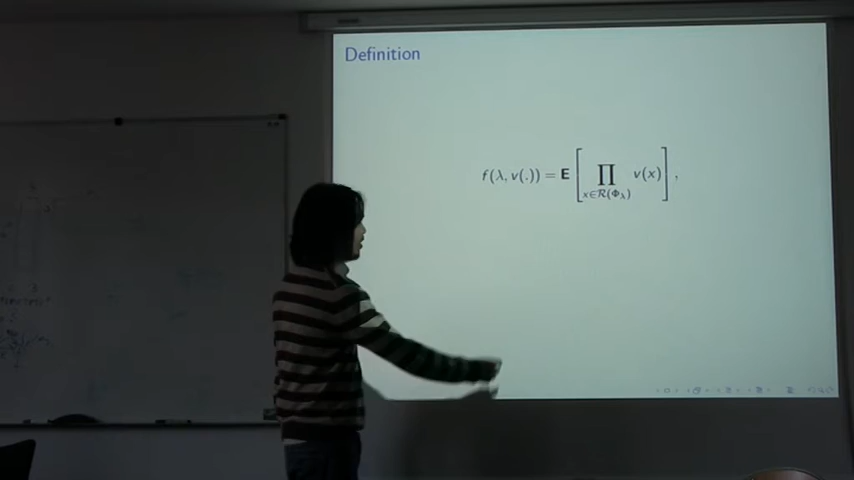 Definition
f(λ, v(.)) = E [ ∏_{x∈R(Φ_λ)} v(x) ],